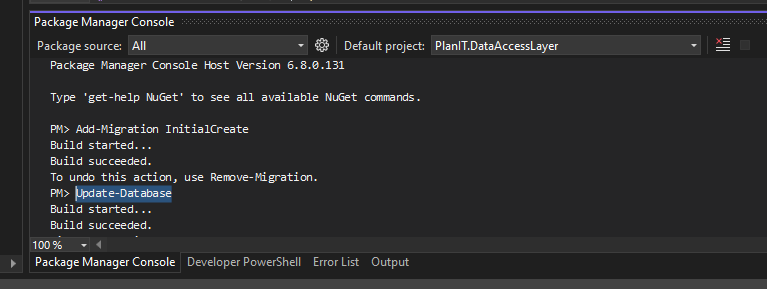 Package Manager Console
Package source: All Default project: PlanIT.DataAccessLayer
Package Manager Console Host Version 6.8.0.131
Type 'get-help NuGet' to see all available NuGet commands.
PM> Add-Migration InitialCreate
Build started...
Build succeeded.
To undo this action, use Remove-Migration.
PM> Update-Database
Build started...
Build succeeded.
100 %
Package Manager Console Developer PowerShell Error List Output